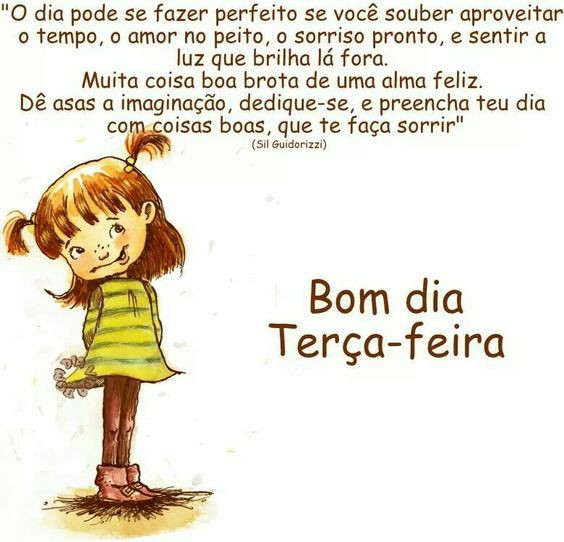 "O dia pode se fazer perfeito se você souber aproveitar
o tempo, o amor no peito, o sorriso pronto, e sentir a
luz que brilha lá fora.
Muita coisa boa brota de uma alma feliz.
Dê asas a imaginação, dedique-se, e preencha teu dia
com coisas boas, que te faça sorrir"
(Sil Guidorizzi)
Bom dia
Terça-feira